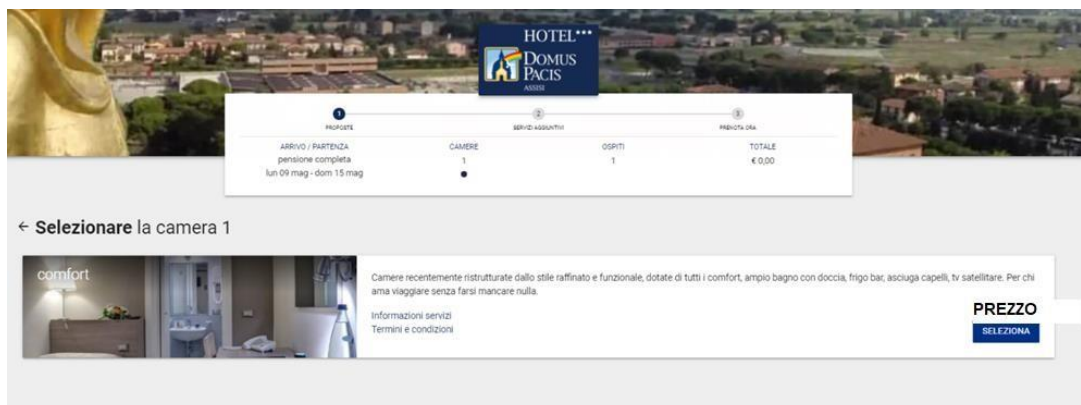 HOTEL***
DOMUS
PACIS
ASSISI
1
2
3
PROPOSTE
SERVIZI AGGIUNTIVI
PRENOTA ORA
ARRIVO / PARTENZA
CAMERE
OSPITI
TOTALE
pensione completa
1
1
€ 0,00
lun 09 mag - dom 15 mag
← Selezionare la camera 1
comfort
Camere recentemente ristrutturate dallo stile raffinato e funzionale, dotate di tutti i comfort, ampio bagno con doccia, frigo bar, asciuga capelli, tv satellitare. Per chi
ama viaggiare senza farsi mancare nulla.
Informazioni servizi
Termini e condizioni
PREZZO
SELEZIONA